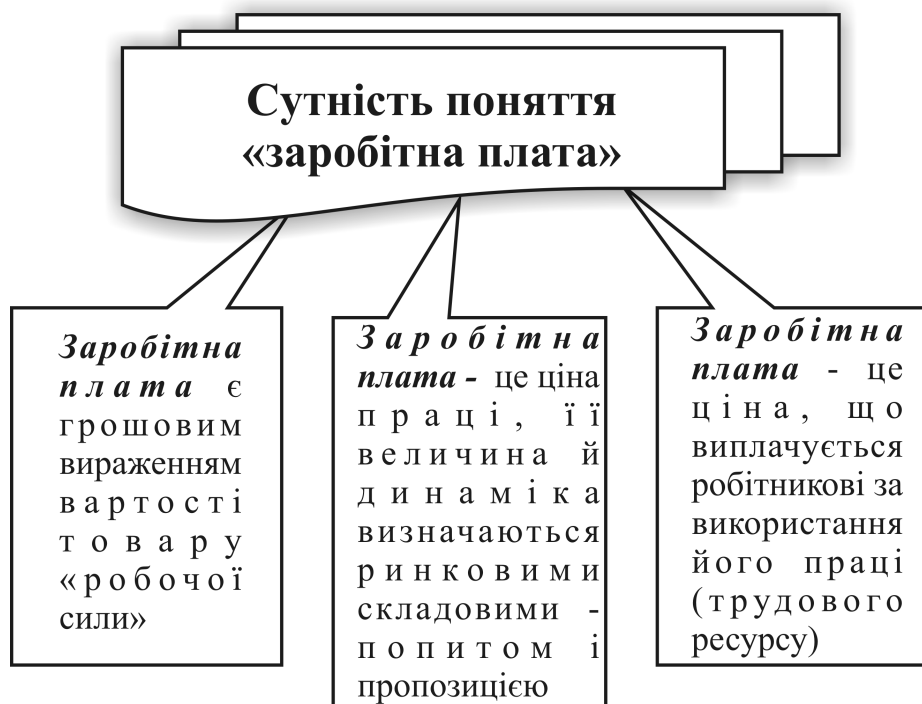 Сутність поняття
«заробітна плата»
Заробітна
плата є
грошовим
вираженням
вартості
товару
«робочої
сили»
Заробітна
плата - це ціна
праці, її
величина й
динаміка
визначаються
ринковими
складовими -
попитом і
пропозицією
Заробітна
плата - це
ціна, що
виплачується
робітникові за
використання
його праці
(трудового
ресурсу)